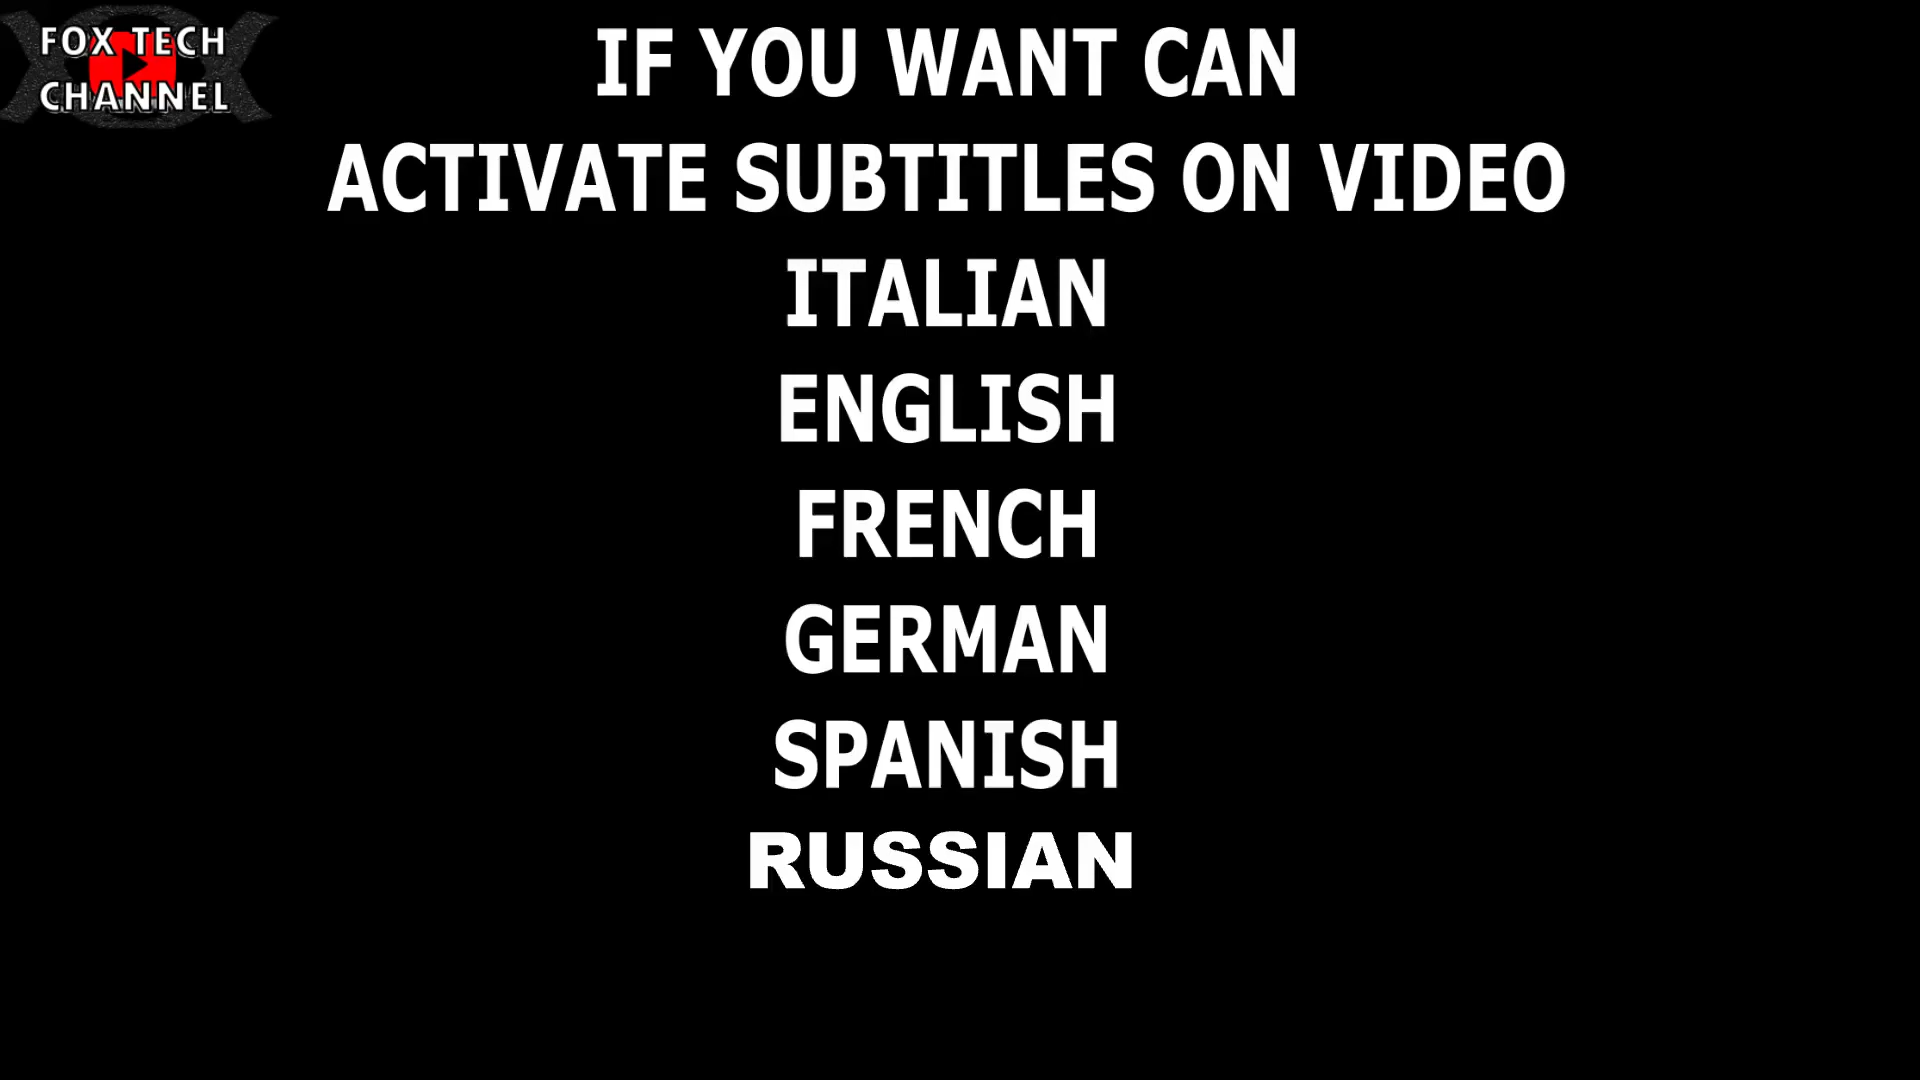 FOX TECH
CHANNEL
IF YOU WANT CAN
ACTIVATE SUBTITLES ON VIDEO
ITALIAN
ENGLISH
FRENCH
GERMAN
SPANISH
RUSSIAN